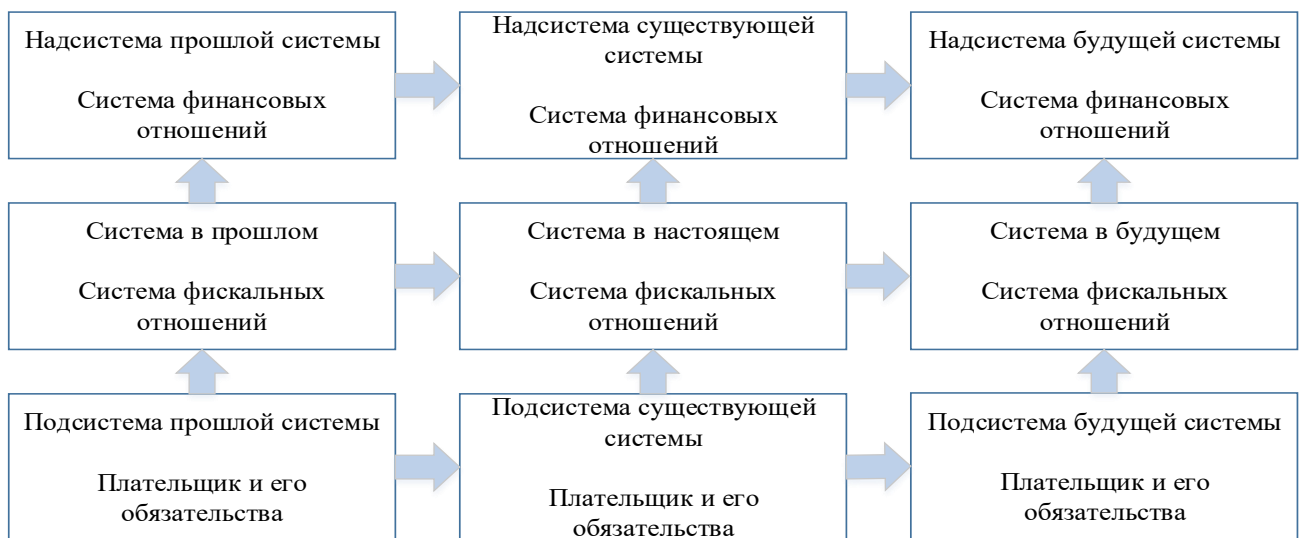 Надсистема прошлой системы
Система финансовых
отношений
Надсистема существующей
системы
Система финансовых
отношений
Надсистема будущей системы
Система финансовых
отношений
Система в прошлом
Система фискальных
отношений
Система в настоящем
Система фискальных
отношений
Система в будущем
Система фискальных
отношений
Подсистема прошлой системы
Плательщик и его
обязательства
Подсистема существующей
системы
Плательщик и его
обязательства
Подсистема будущей системы
Плательщик и его
обязательства